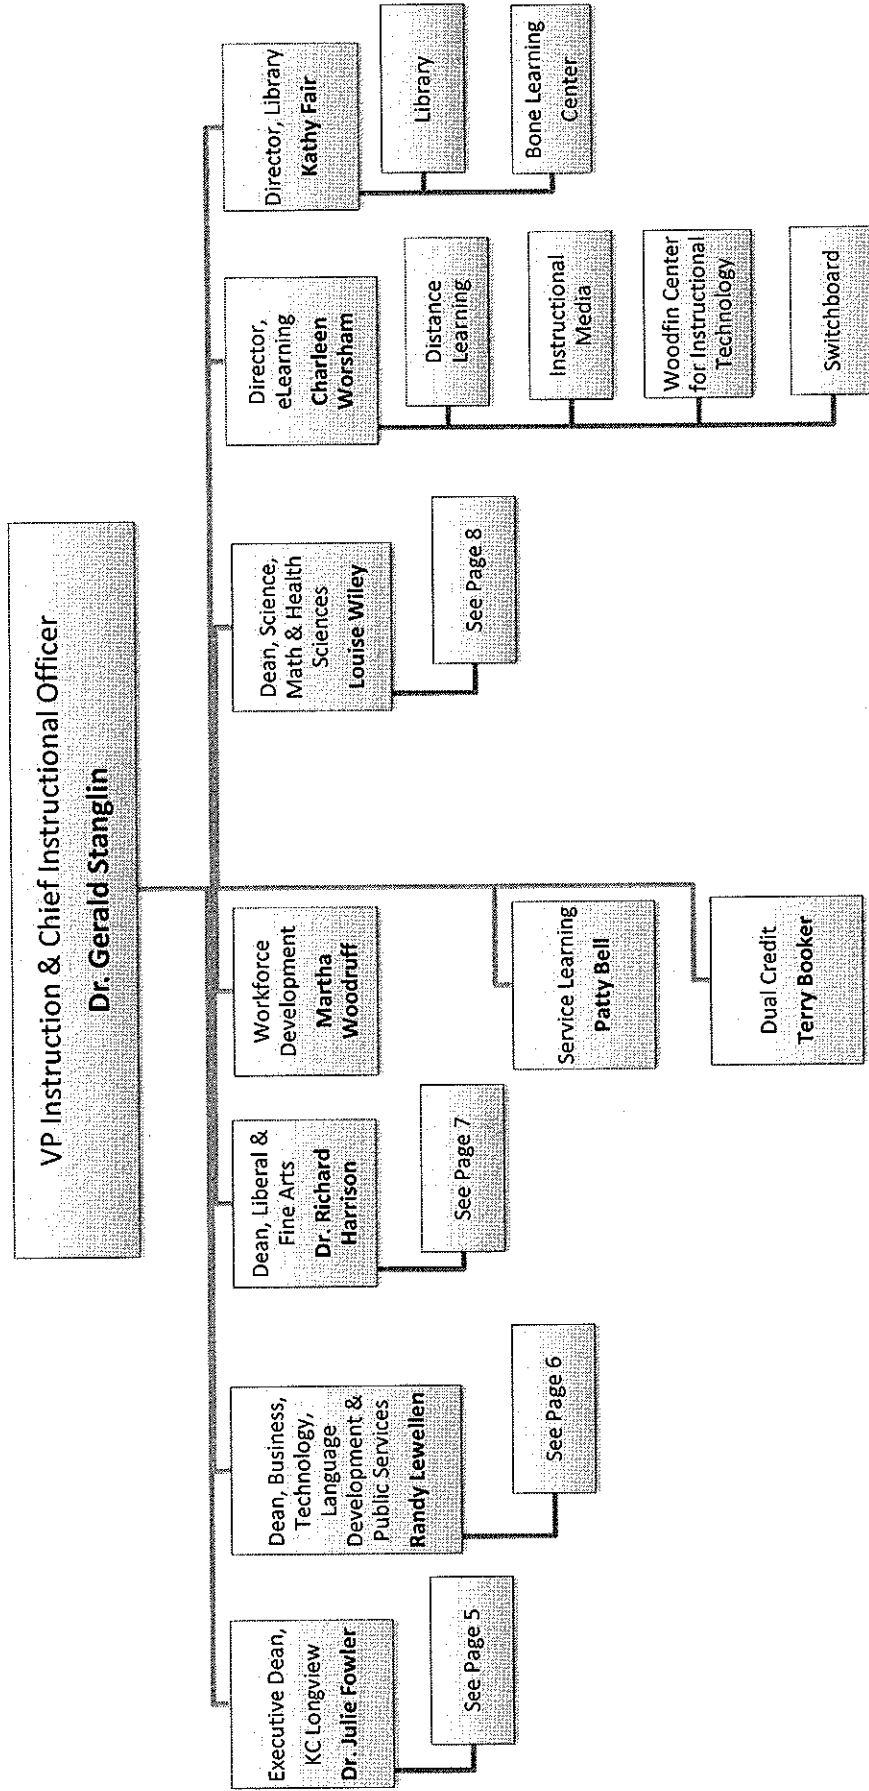 VP Instruction & Chief Instructional Officer
Dr. Gerald Stanglin
Executive Dean,
KC Longview
Dr. Julie Fowler
See Page 5
Dean, Business,
Technology,
Language
Development &
Public Services
Randy Lewellen
See Page 6
Dean, Liberal &
Fine Arts
Dr. Richard
Harrison
See Page 7
Workforce
Development
Martha
Woodruff
Service Learning
Patty Bell
Dual Credit
Terry Booker
Dean, Science,
Math & Health
Sciences
Louise Wiley
See Page 8
Director,
eLearning
Charleen
Worsham
Distance
Learning
Instructional
Media
Woodfin Center
for Instructional
Technology
Switchboard
Director, Library
Kathy Fair
Library
Bone Learning
Center